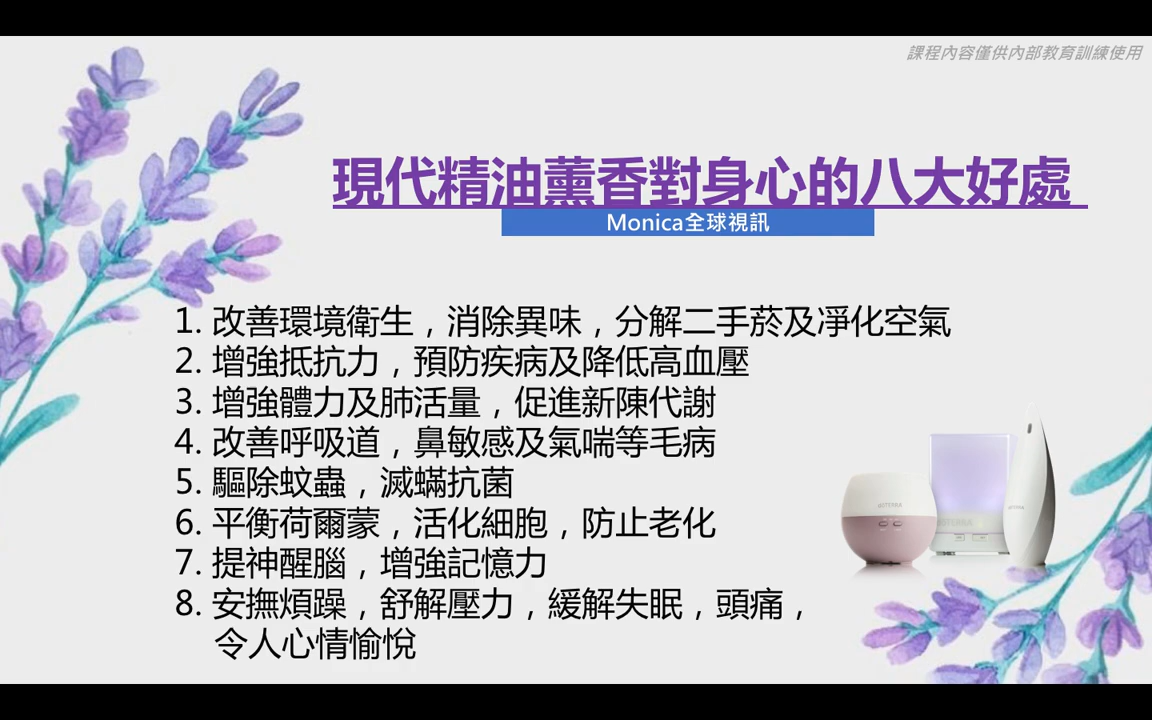 課程內容僅供內部教育訓練使用
現代精油薰香對身心的八大好處
Monica全球視訊
1. 改善環境衛生，消除異味，分解二手菸及凈化空氣
2. 增強抵抗力，預防疾病及降低高血壓
3. 增強體力及肺活量，促進新陳代謝
4. 改善呼吸道，鼻敏感及氣喘等毛病
5. 驅除蚊蟲，滅蟎抗菌
6. 平衡荷爾蒙，活化細胞，防止老化
7. 提神醒腦，增強記憶力
8. 安撫煩躁，舒解壓力，緩解失眠，頭痛，
令人心情愉悅
dōTERRA
dōTERRA
dōTERRA